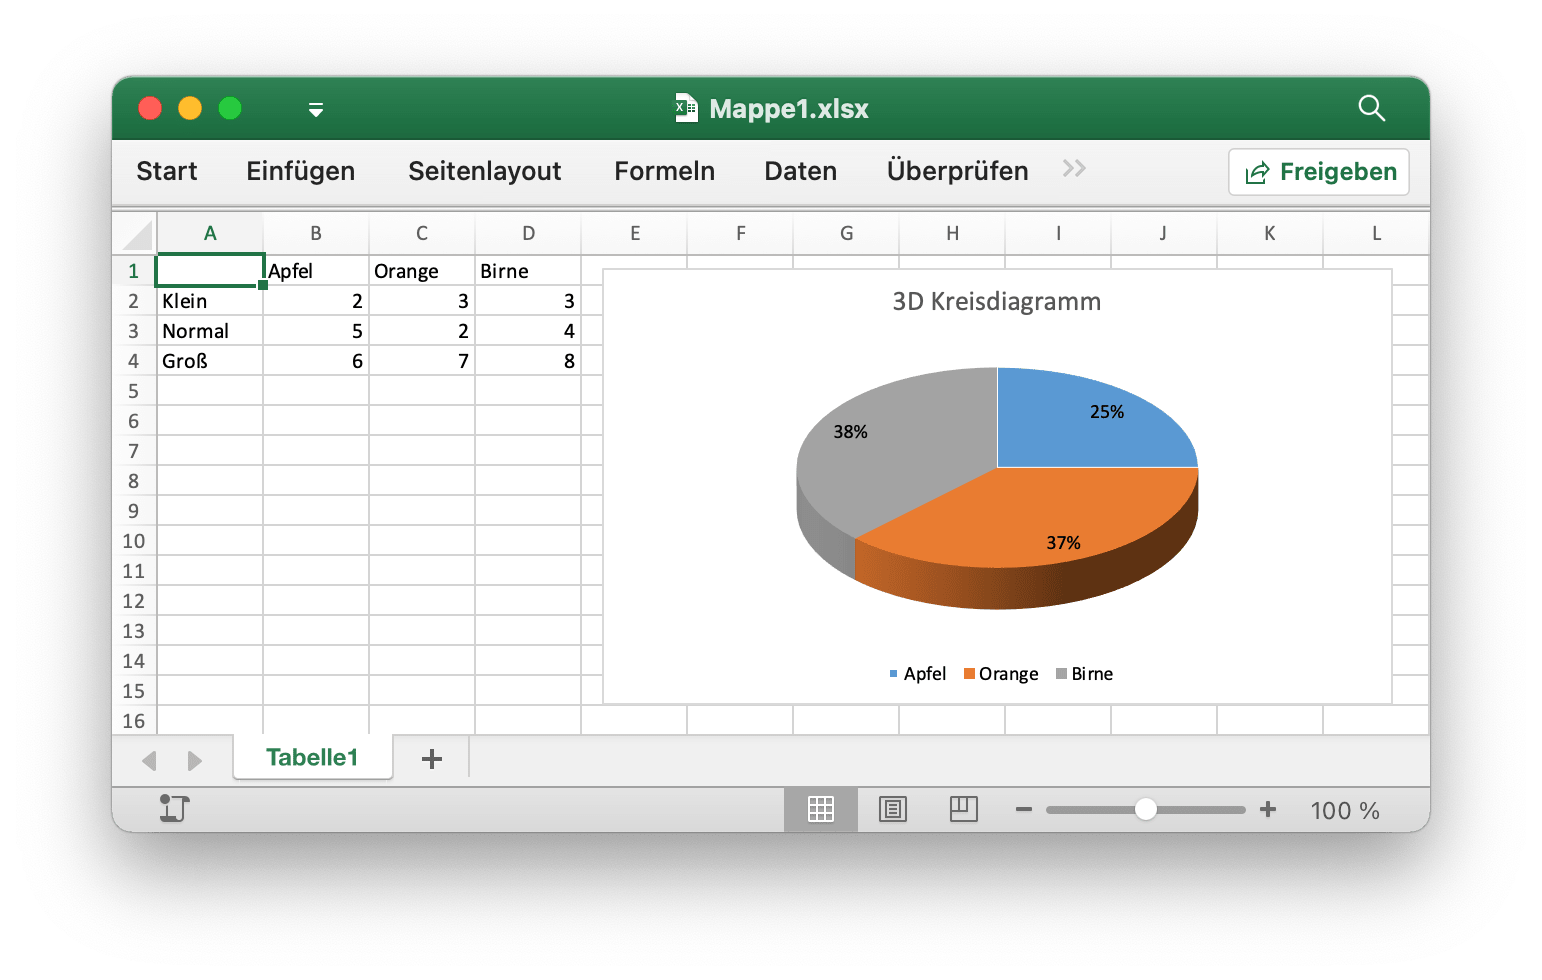 Mappe1.xlsx
Start Einfügen Seitenlayout Formeln Daten Überprüfen Freigeben
A B C D E F G H I J K L
1 Apfel Orange Birne
2 Klein 2 3 3
3 Normal 5 2 4
4 Groß 6 7 8
5
6
7
8
9
10
11
12
13
14
15
16
3D Kreisdiagramm
25%
38%
37%
Apfel Orange Birne
Tabelle1 +
100 %